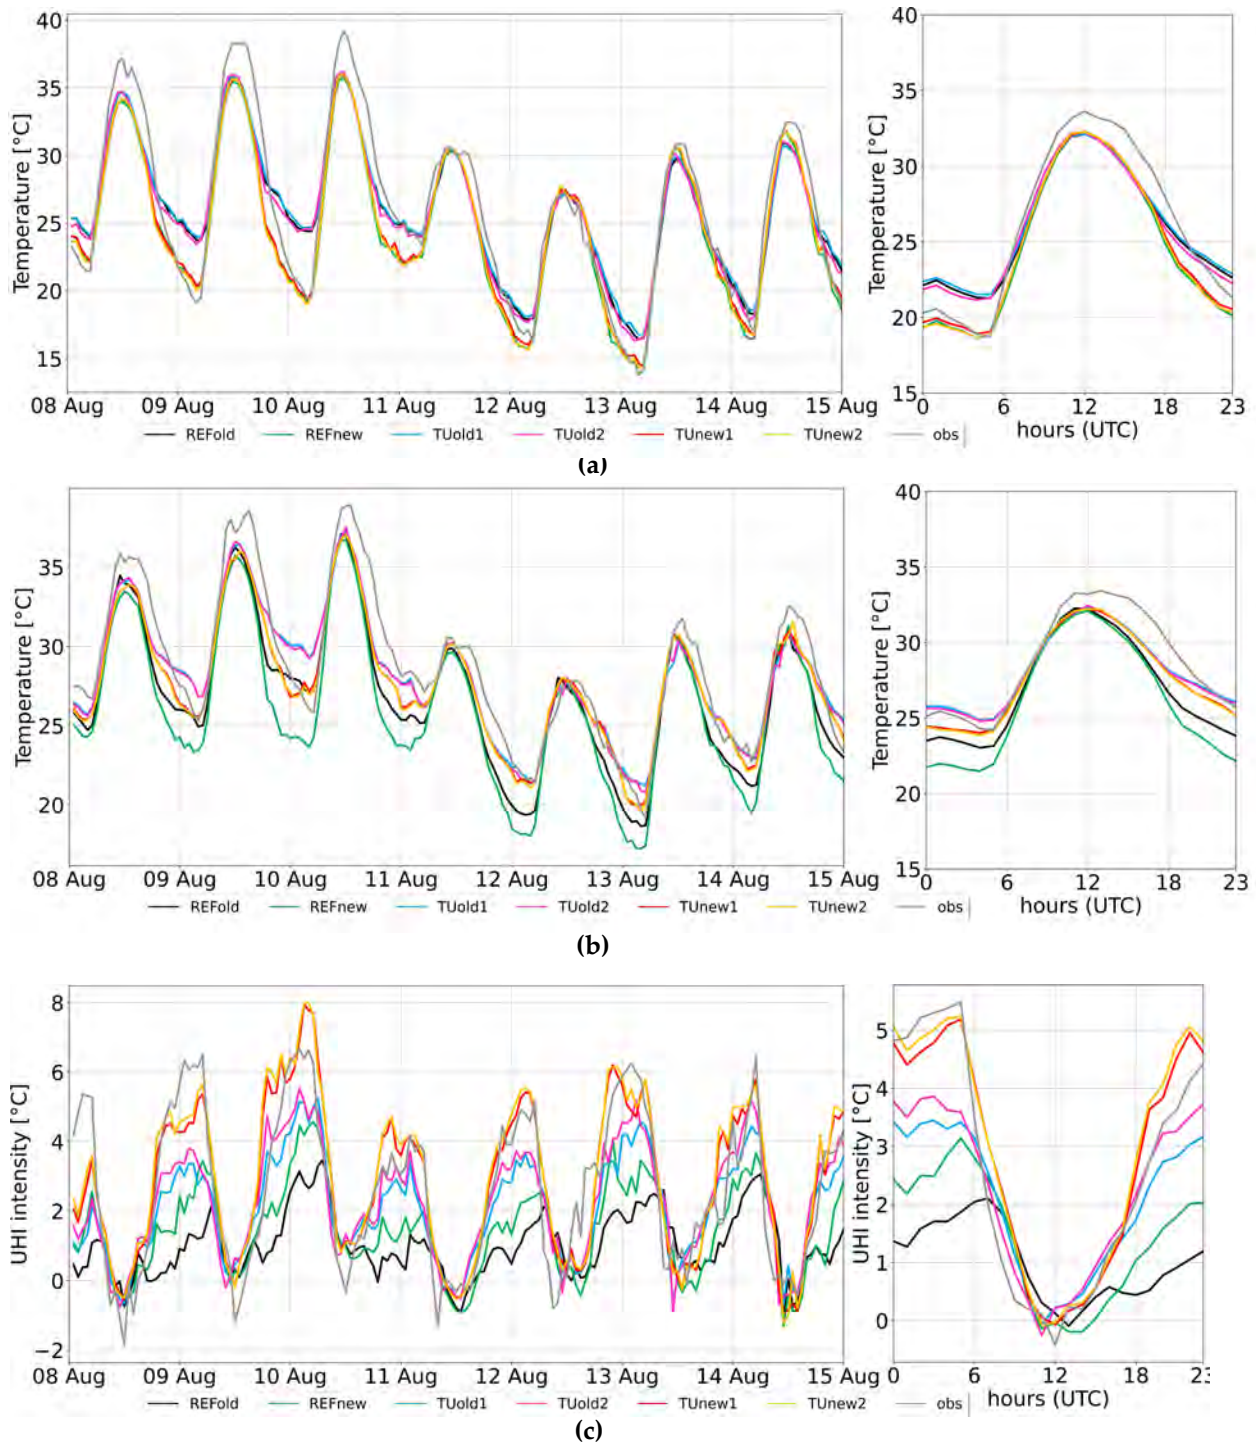 40
35
30
25
20
15
Temperature [°C]
08 Aug 09 Aug 10 Aug 11 Aug 12 Aug 13 Aug 14 Aug 15 Aug
40
35
30
25
20
15
Temperature [°C]
0 6 12 18 23
hours (UTC)
REFold REFnew TUold1 TUold2 TUnew1 TUnew2 obs
(a)
35
30
25
20
Temperature [°C]
08 Aug 09 Aug 10 Aug 11 Aug 12 Aug 13 Aug 14 Aug 15 Aug
40
35
30
25
20
15
Temperature [°C]
0 6 12 18 23
hours (UTC)
REFold REFnew TUold1 TUold2 TUnew1 TUnew2 obs
(b)
8
6
4
2
0
−2
UHI intensity [°C]
08 Aug 09 Aug 10 Aug 11 Aug 12 Aug 13 Aug 14 Aug 15 Aug
5
4
3
2
1
0
UHI intensity [°C]
0 6 12 18 23
hours (UTC)
REFold REFnew TUold1 TUold2 TUnew1 TUnew2 obs
(c)